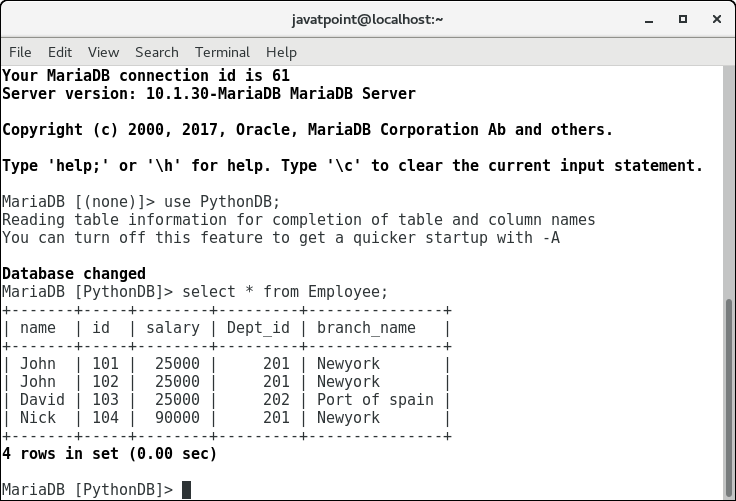 javatpoint@localhost:~
File Edit View Search Terminal Help
Your MariaDB connection id is 61
Server version: 10.1.30-MariaDB MariaDB Server
Copyright (c) 2000, 2017, Oracle, MariaDB Corporation Ab and others.
Type 'help;' or '\h' for help. Type '\c' to clear the current input statement.
MariaDB [(none)]> use PythonDB;
Reading table information for completion of table and column names
You can turn off this feature to get a quicker startup with -A
Database changed
MariaDB [PythonDB]> select * from Employee;
+-------+-----+--------+---------+---------------+
| name  | id  | salary | Dept_id | branch_name   |
+-------+-----+--------+---------+---------------+
| John  | 101 |  25000 |     201 | Newyork       |
| John  | 102 |  25000 |     201 | Newyork       |
| David | 103 |  25000 |     202 | Port of spain |
| Nick  | 104 |  90000 |     201 | Newyork       |
+-------+-----+--------+---------+---------------+
4 rows in set (0.00 sec)
MariaDB [PythonDB]>